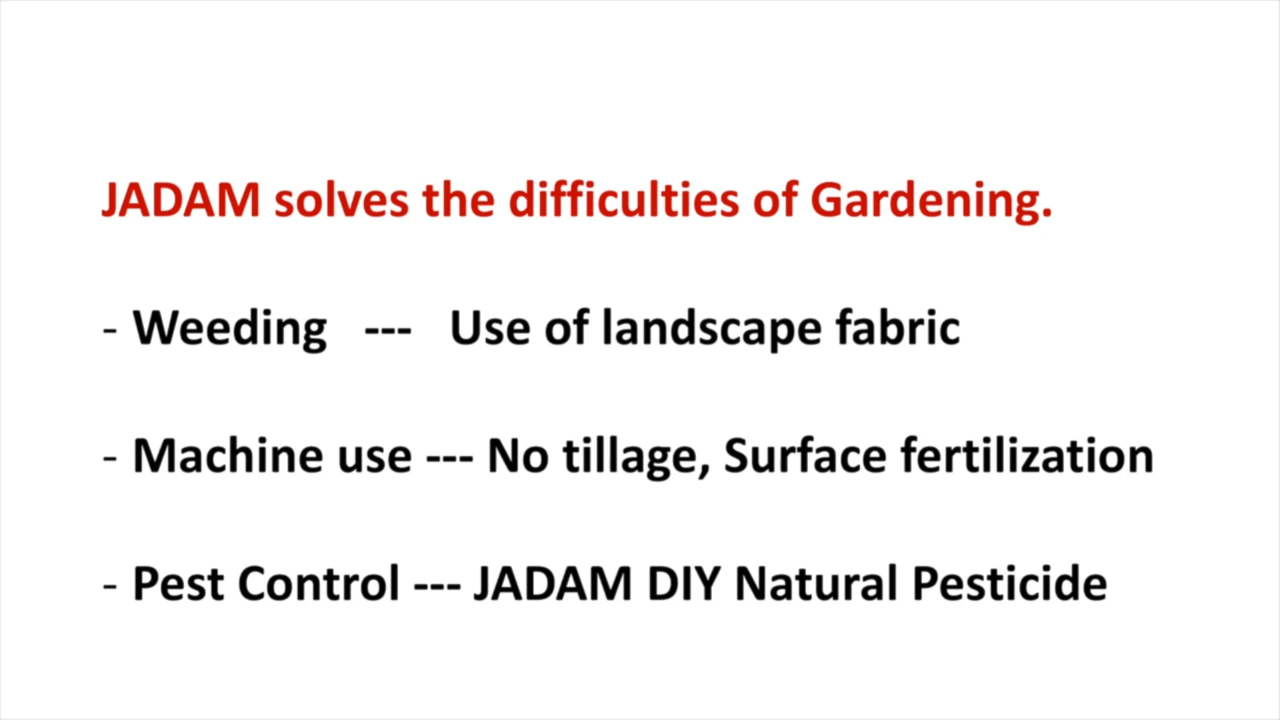 JADAM solves the difficulties of Gardening.
- Weeding --- Use of landscape fabric
- Machine use --- No tillage, Surface fertilization
- Pest Control --- JADAM DIY Natural Pesticide